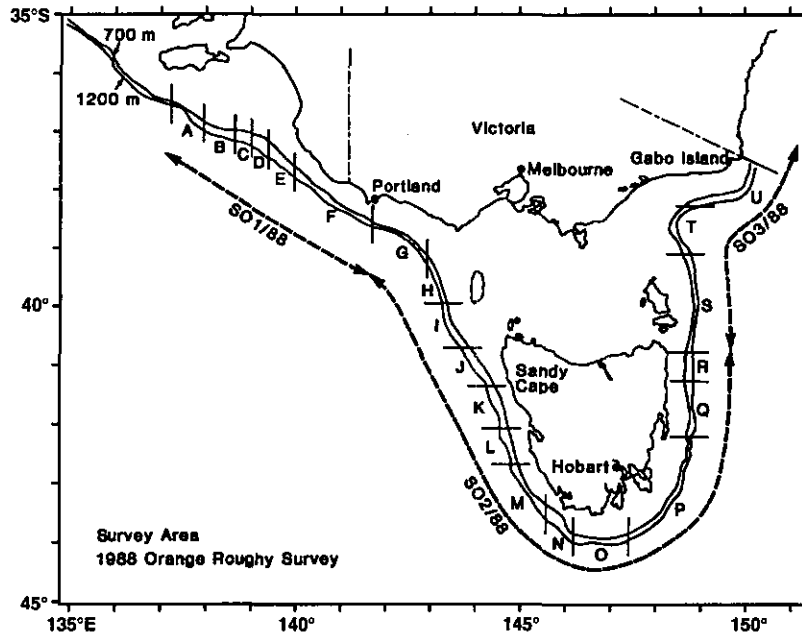 35°S
700 m
1200 m
A
B
C
D
E
F
Victoria
Melbourne
Gabo Island
Portland
U
T
SO1/88
SO3/88
G
H
40°
I
S
J
Sandy
Cape
R
K
Q
L
Hobart
M
SO2/88
P
N
O
Survey Area
1988 Orange Roughy Survey
45°
135°E
140°
145°
150°